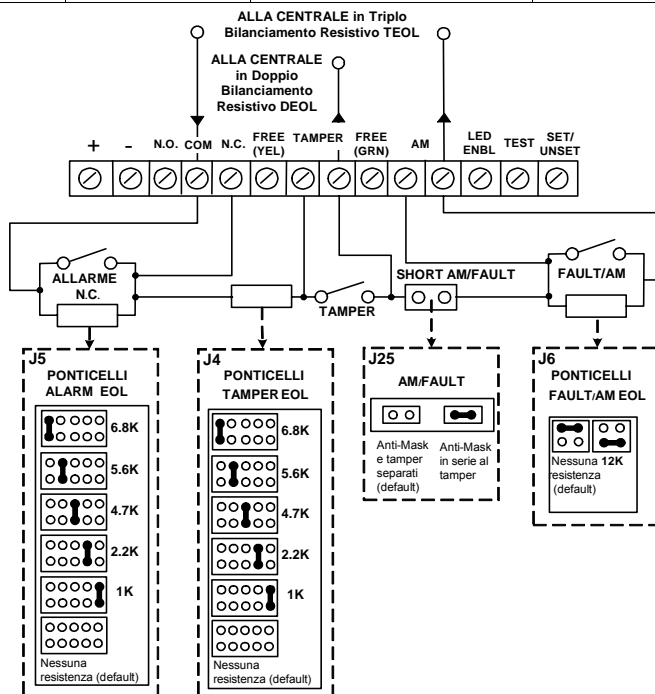 ALLA CENTRALE in Triplo
Bilanciamento Resistivo TEOL
ALLA CENTRALE
in Doppio
Bilanciamento
Resistivo DEOL
+ - N.O. COM N.C. FREE (YEL) TAMPER FREE (GRN) AM LED ENBL TEST SET/ UNSET
ALLARME
N.C.
TAMPER
SHORT AM/FAULT
FAULT/AM
J5
PONTICELLI
ALARM EOL
6.8K
5.6K
4.7K
2.2K
1K
Nessuna
resistenza (default)
J4
PONTICELLI
TAMPER EOL
6.8K
5.6K
4.7K
2.2K
1K
Nessuna
resistenza (default)
J25
AM/FAULT
Anti-Mask
e tamper
separati
(default)
Anti-Mask
in serie al
tamper
J6
PONTICELLI
FAULT/AM EOL
Nessuna
resistenza
(default)
12K